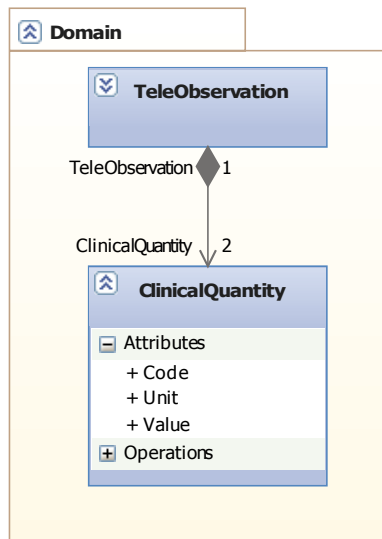 Domain
TeleObservation
TeleObservation 1
ClinicalQuantity 2
ClinicalQuantity
Attributes
+ Code
+ Unit
+ Value
Operations